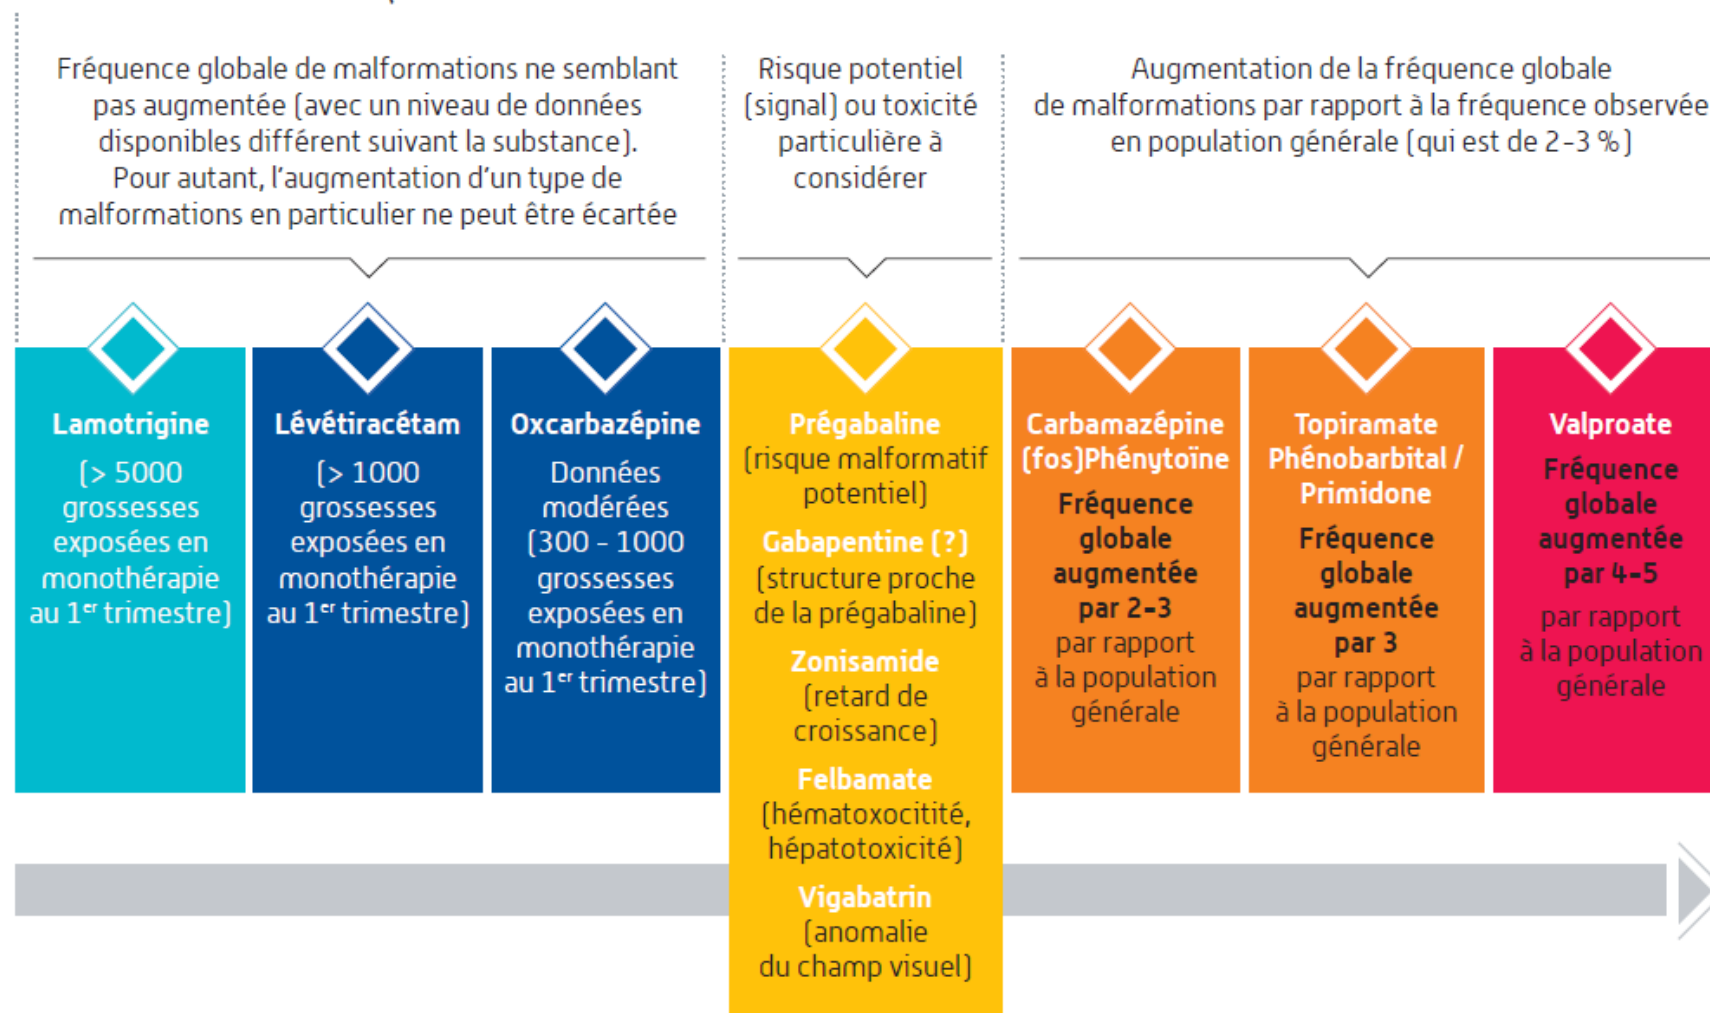 Fréquence globale de malformations ne semblant
pas augmentée (avec un niveau de données
disponibles différent suivant la substance).
Pour autant, l'augmentation d'un type de
malformations en particulier ne peut être écartée
Risque potentiel
(signal) ou toxicité
particulière à
considérer
Augmentation de la fréquence globale
de malformations par rapport à la fréquence observée
en population générale (qui est de 2-3 %)
Lamotrigine
(> 5000
grossesses
exposées en
monothérapie
au 1er trimestre)
Lévétiracétam
(> 1000
grossesses
exposées en
monothérapie
au 1er trimestre)
Oxcarbazépine
Données
modérées
(300 - 1000
grossesses
exposées en
monothérapie
au 1er trimestre)
Prégabaline
(risque malformatif
potentiel)
Gabapentine (?)
(structure proche
de la prégabaline)
Zonisamide
(retard de
croissance)
Felbamate
(hématoxocitité,
hépatotoxicité)
Vigabatrin
(anomalie
du champ visuel)
Carbamazépine
(fos)Phénytoïne
Fréquence
globale
augmentée
par 2-3
par rapport
à la population
générale
Topiramate
Phénobarbital /
Primidone
Fréquence
globale
augmentée
par 3
par rapport
à la population
générale
Valproate
Fréquence
globale
augmentée
par 4-5
par rapport
à la population
générale